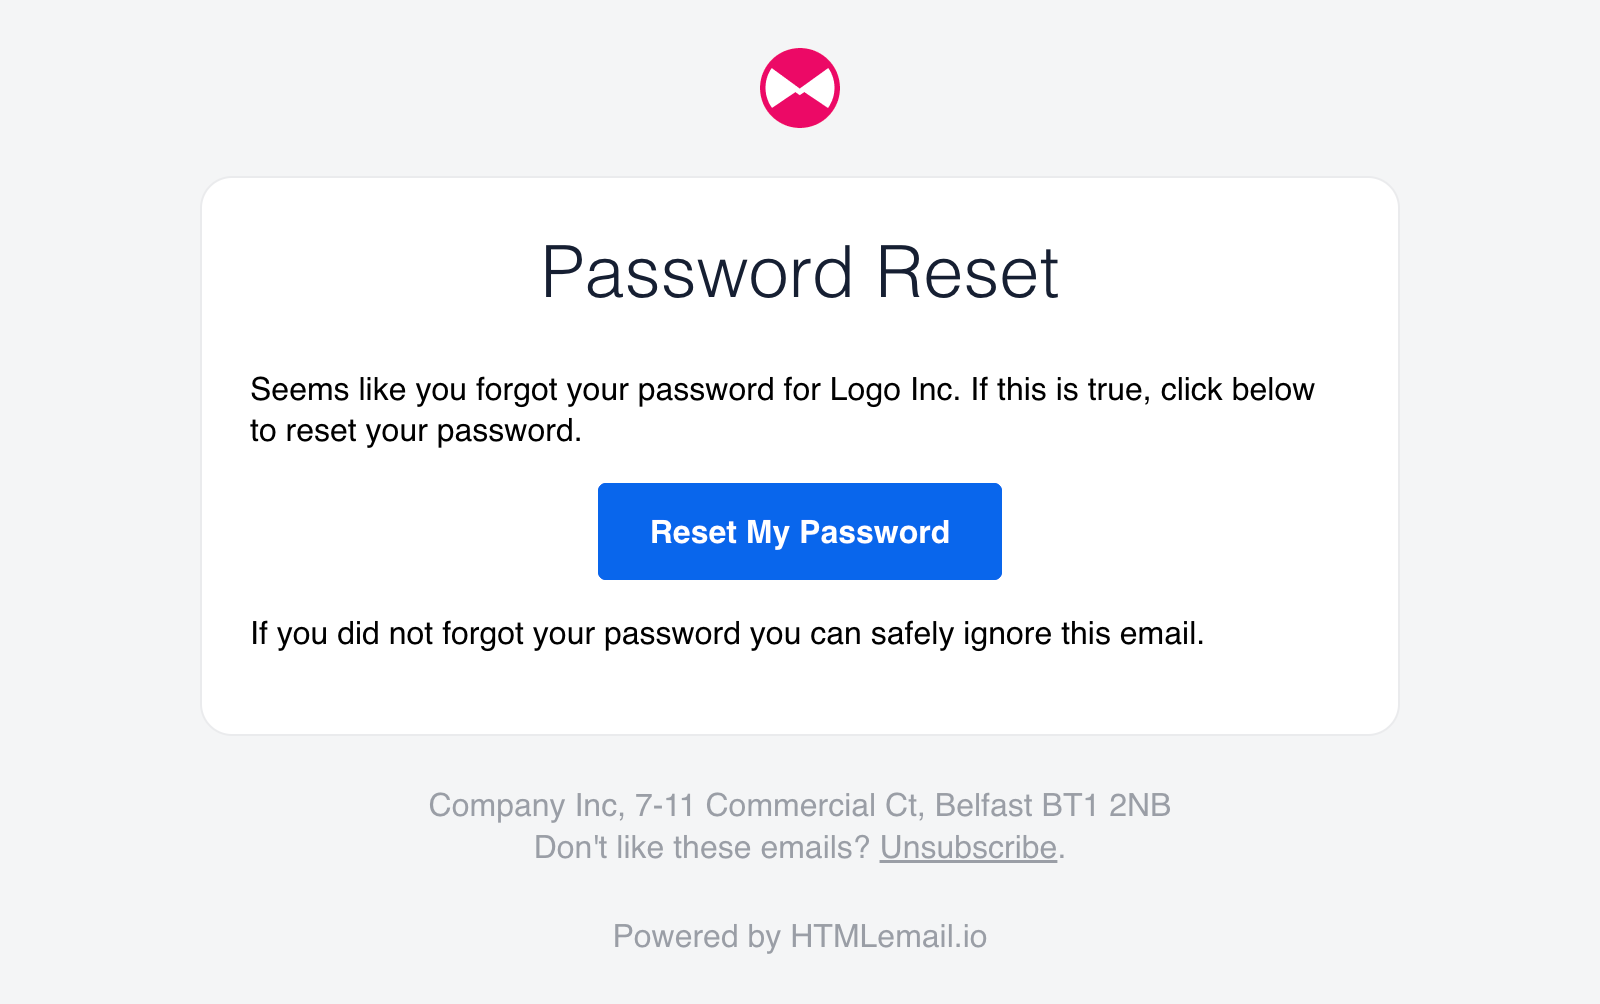 Password Reset
Seems like you forgot your password for Logo Inc. If this is true, click below
to reset your password.
Reset My Password
If you did not forgot your password you can safely ignore this email.
Company Inc, 7-11 Commercial Ct, Belfast BT1 2NB
Don't like these emails? Unsubscribe.
Powered by HTMLemail.io